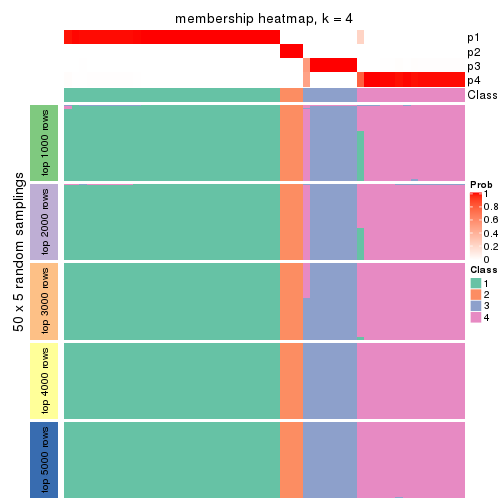 membership heatmap, k = 4
p1
p2
p3
p4
Class
50 x 5 random samplings
top 1000 rows
top 2000 rows
top 3000 rows
top 4000 rows
top 5000 rows
Prob
1
0.8
0.6
0.4
0.2
0
Class
1
2
3
4